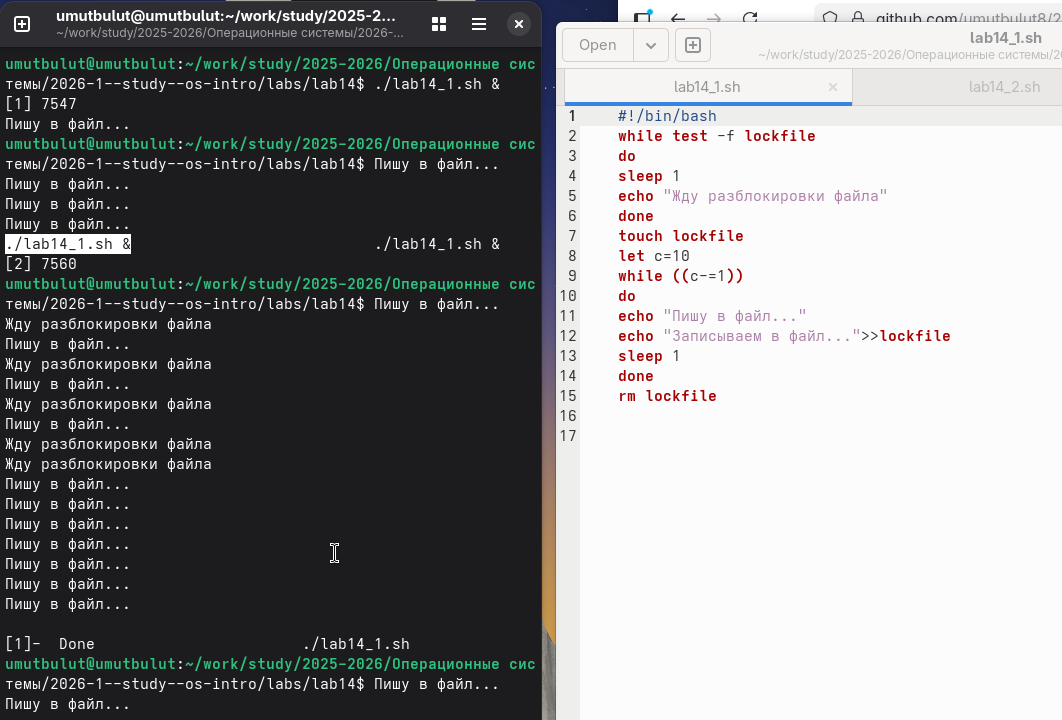 umutbulut@umutbulut:~/work/study/2025-2...
~/work/study/2025-2026/Операционные системы/2026-...
umutbulut@umutbulut:~/work/study/2025-2026/Операционные сис
темы/2026-1--study--os-intro/labs/lab14$ ./lab14_1.sh &
[1] 7547
Пишу в файл...
umutbulut@umutbulut:~/work/study/2025-2026/Операционные сис
темы/2026-1--study--os-intro/labs/lab14$ Пишу в файл...
Пишу в файл...
Пишу в файл...
Пишу в файл...
./lab14_1.sh & ./lab14_1.sh &
[2] 7560
umutbulut@umutbulut:~/work/study/2025-2026/Операционные сис
темы/2026-1--study--os-intro/labs/lab14$ Пишу в файл...
Жду разблокировки файла
Пишу в файл...
Жду разблокировки файла
Пишу в файл...
Жду разблокировки файла
Пишу в файл...
Жду разблокировки файла
Жду разблокировки файла
Пишу в файл...
Пишу в файл...
Пишу в файл...
Пишу в файл...
Пишу в файл...
Пишу в файл...
Пишу в файл...
[1]-  Done                       ./lab14_1.sh
umutbulut@umutbulut:~/work/study/2025-2026/Операционные сис
темы/2026-1--study--os-intro/labs/lab14$ Пишу в файл...
Пишу в файл...
github.com/umutbulut8/2
Open
lab14_1.sh
~/work/study/2025-2026/Операционные системы/20
lab14_1.sh
lab14_2.sh
1 #!/bin/bash
2 while test -f lockfile
3 do
4 sleep 1
5 echo "Жду разблокировки файла"
6 done
7 touch lockfile
8 let c=10
9 while ((c-=1))
10 do
11 echo "Пишу в файл..."
12 echo "Записываем в файл...">>lockfile
13 sleep 1
14 done
15 rm lockfile
16
17